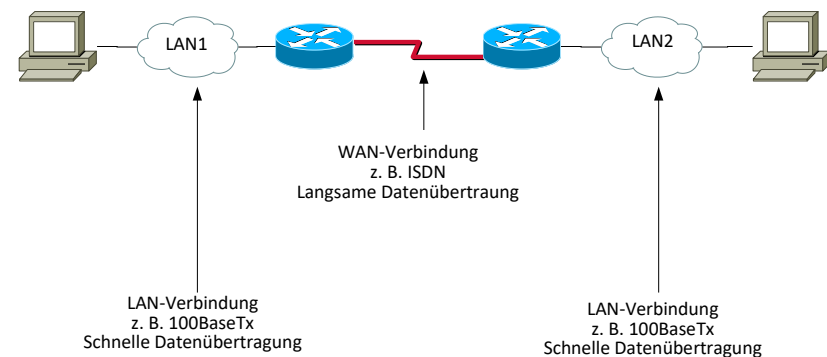 LAN1
LAN2
WAN-Verbindung
z. B. ISDN
Langsame Datenübertraung
LAN-Verbindung
z. B. 100BaseTx
Schnelle Datenübertragung
LAN-Verbindung
z. B. 100BaseTx
Schnelle Datenübertragung